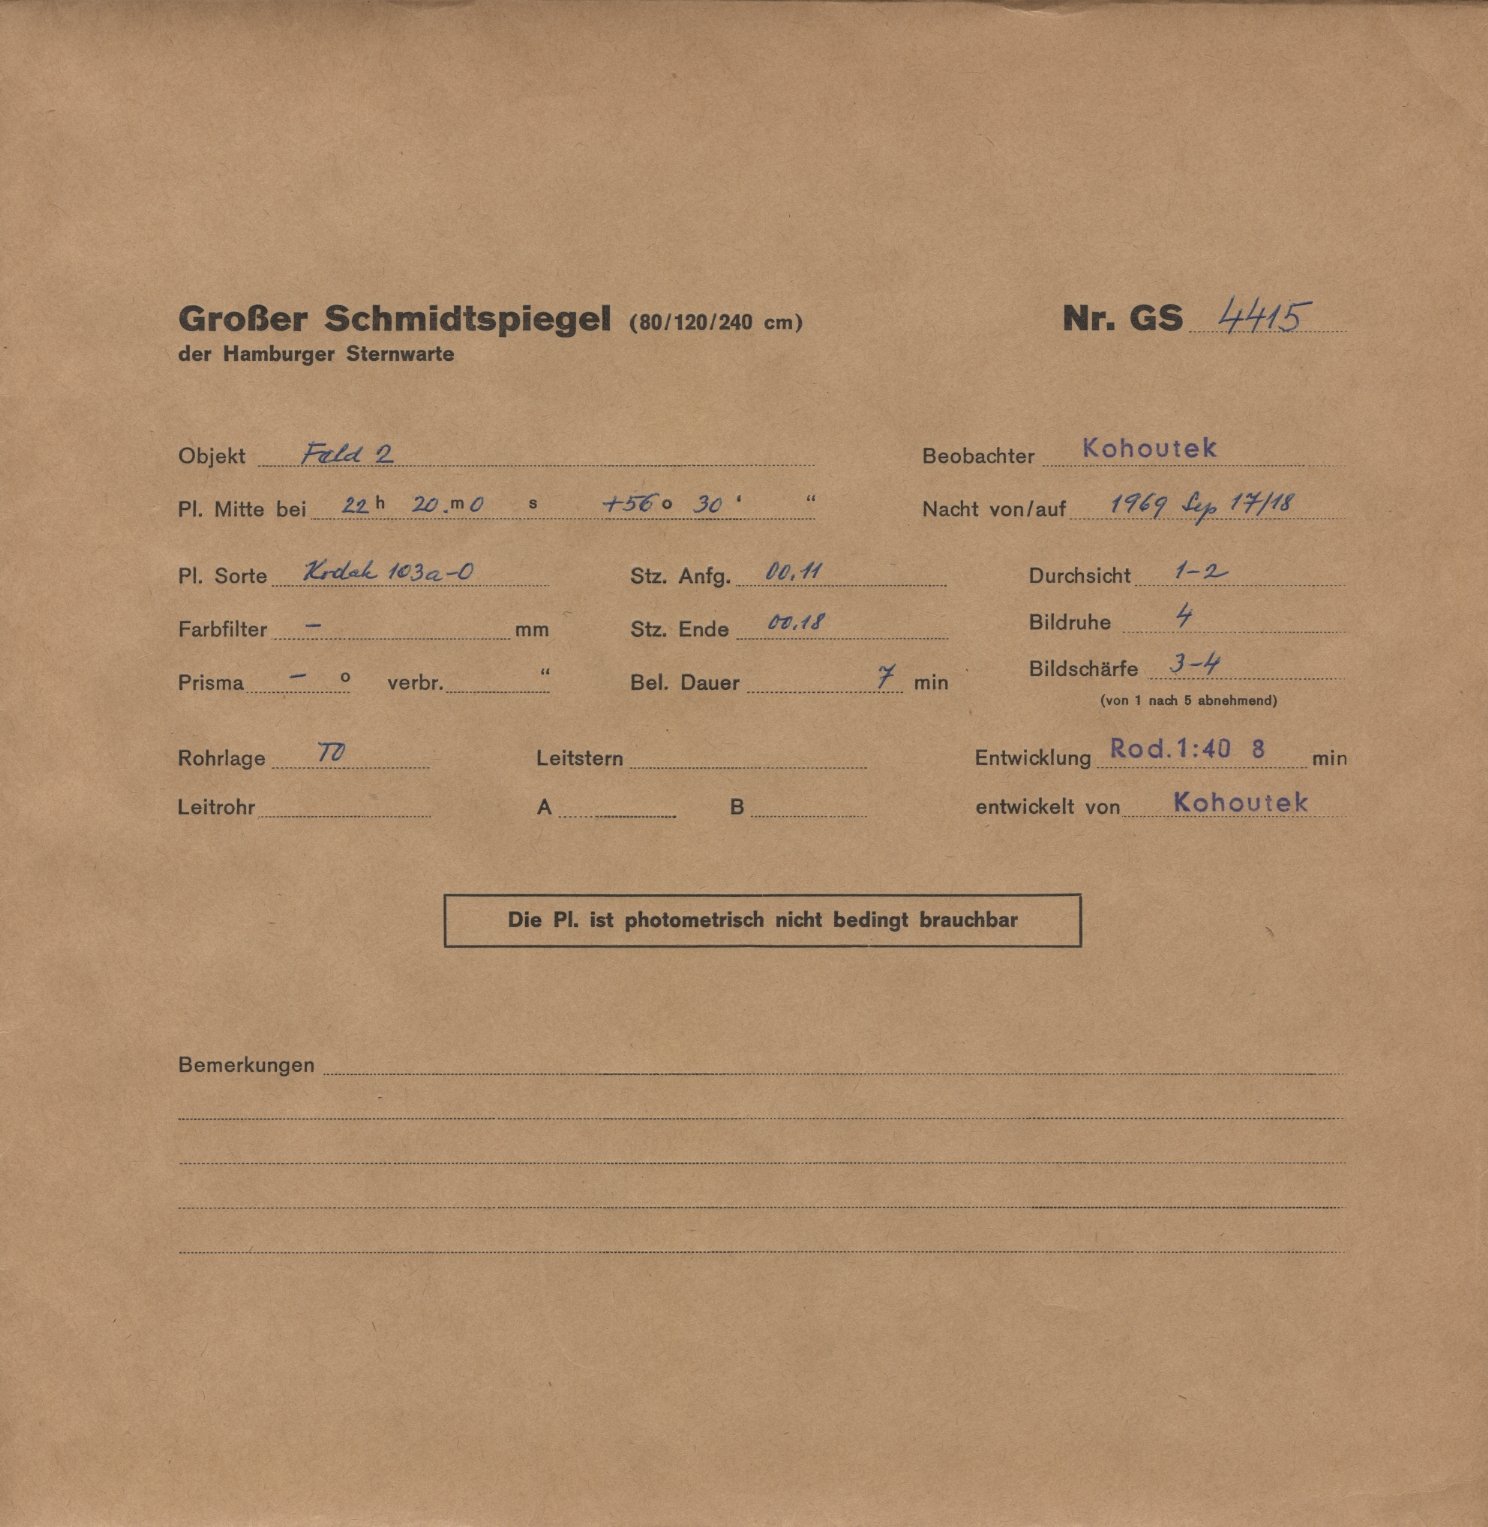 Großer Schmidtspiegel (80/120/240 cm) Nr. GS 4415
der Hamburger Sternwarte
Objekt Feld 2 Beobachter Kohoutek
Pl. Mitte bei 22 h 20. m 0 s +56 o 30 ' “ Nacht von/auf 1969 Sep 17/18
Pl. Sorte Kodak 103a-O Stz. Anfg. 00.11 Durchsicht 1-2
Farbfilter – mm Stz. Ende 00.18 Bildruhe 4
Prisma – o verbr. “ Bel. Dauer 7 min Bildschärfe 3-4
(von 1 nach 5 abnehmend)
Rohrlage TO Leitstern Entwicklung Rod. 1:40 8 min
Leitrohr A B entwickelt von Kohoutek
Die Pl. ist photometrisch nicht bedingt brauchbar
Bemerkungen